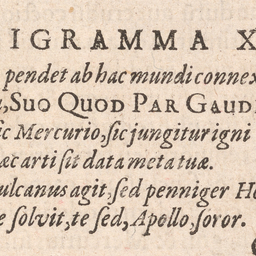 IGRAMMA X
pendet ab hac mundi connex
, SUO QUOD PAR GAUD
ic Mercurio, ſic jungitur igni
æc arti ſit data meta tuæ.
ulcanus agit, ſed penniger He
e solvit, te ſed, Apollo, ſoror.